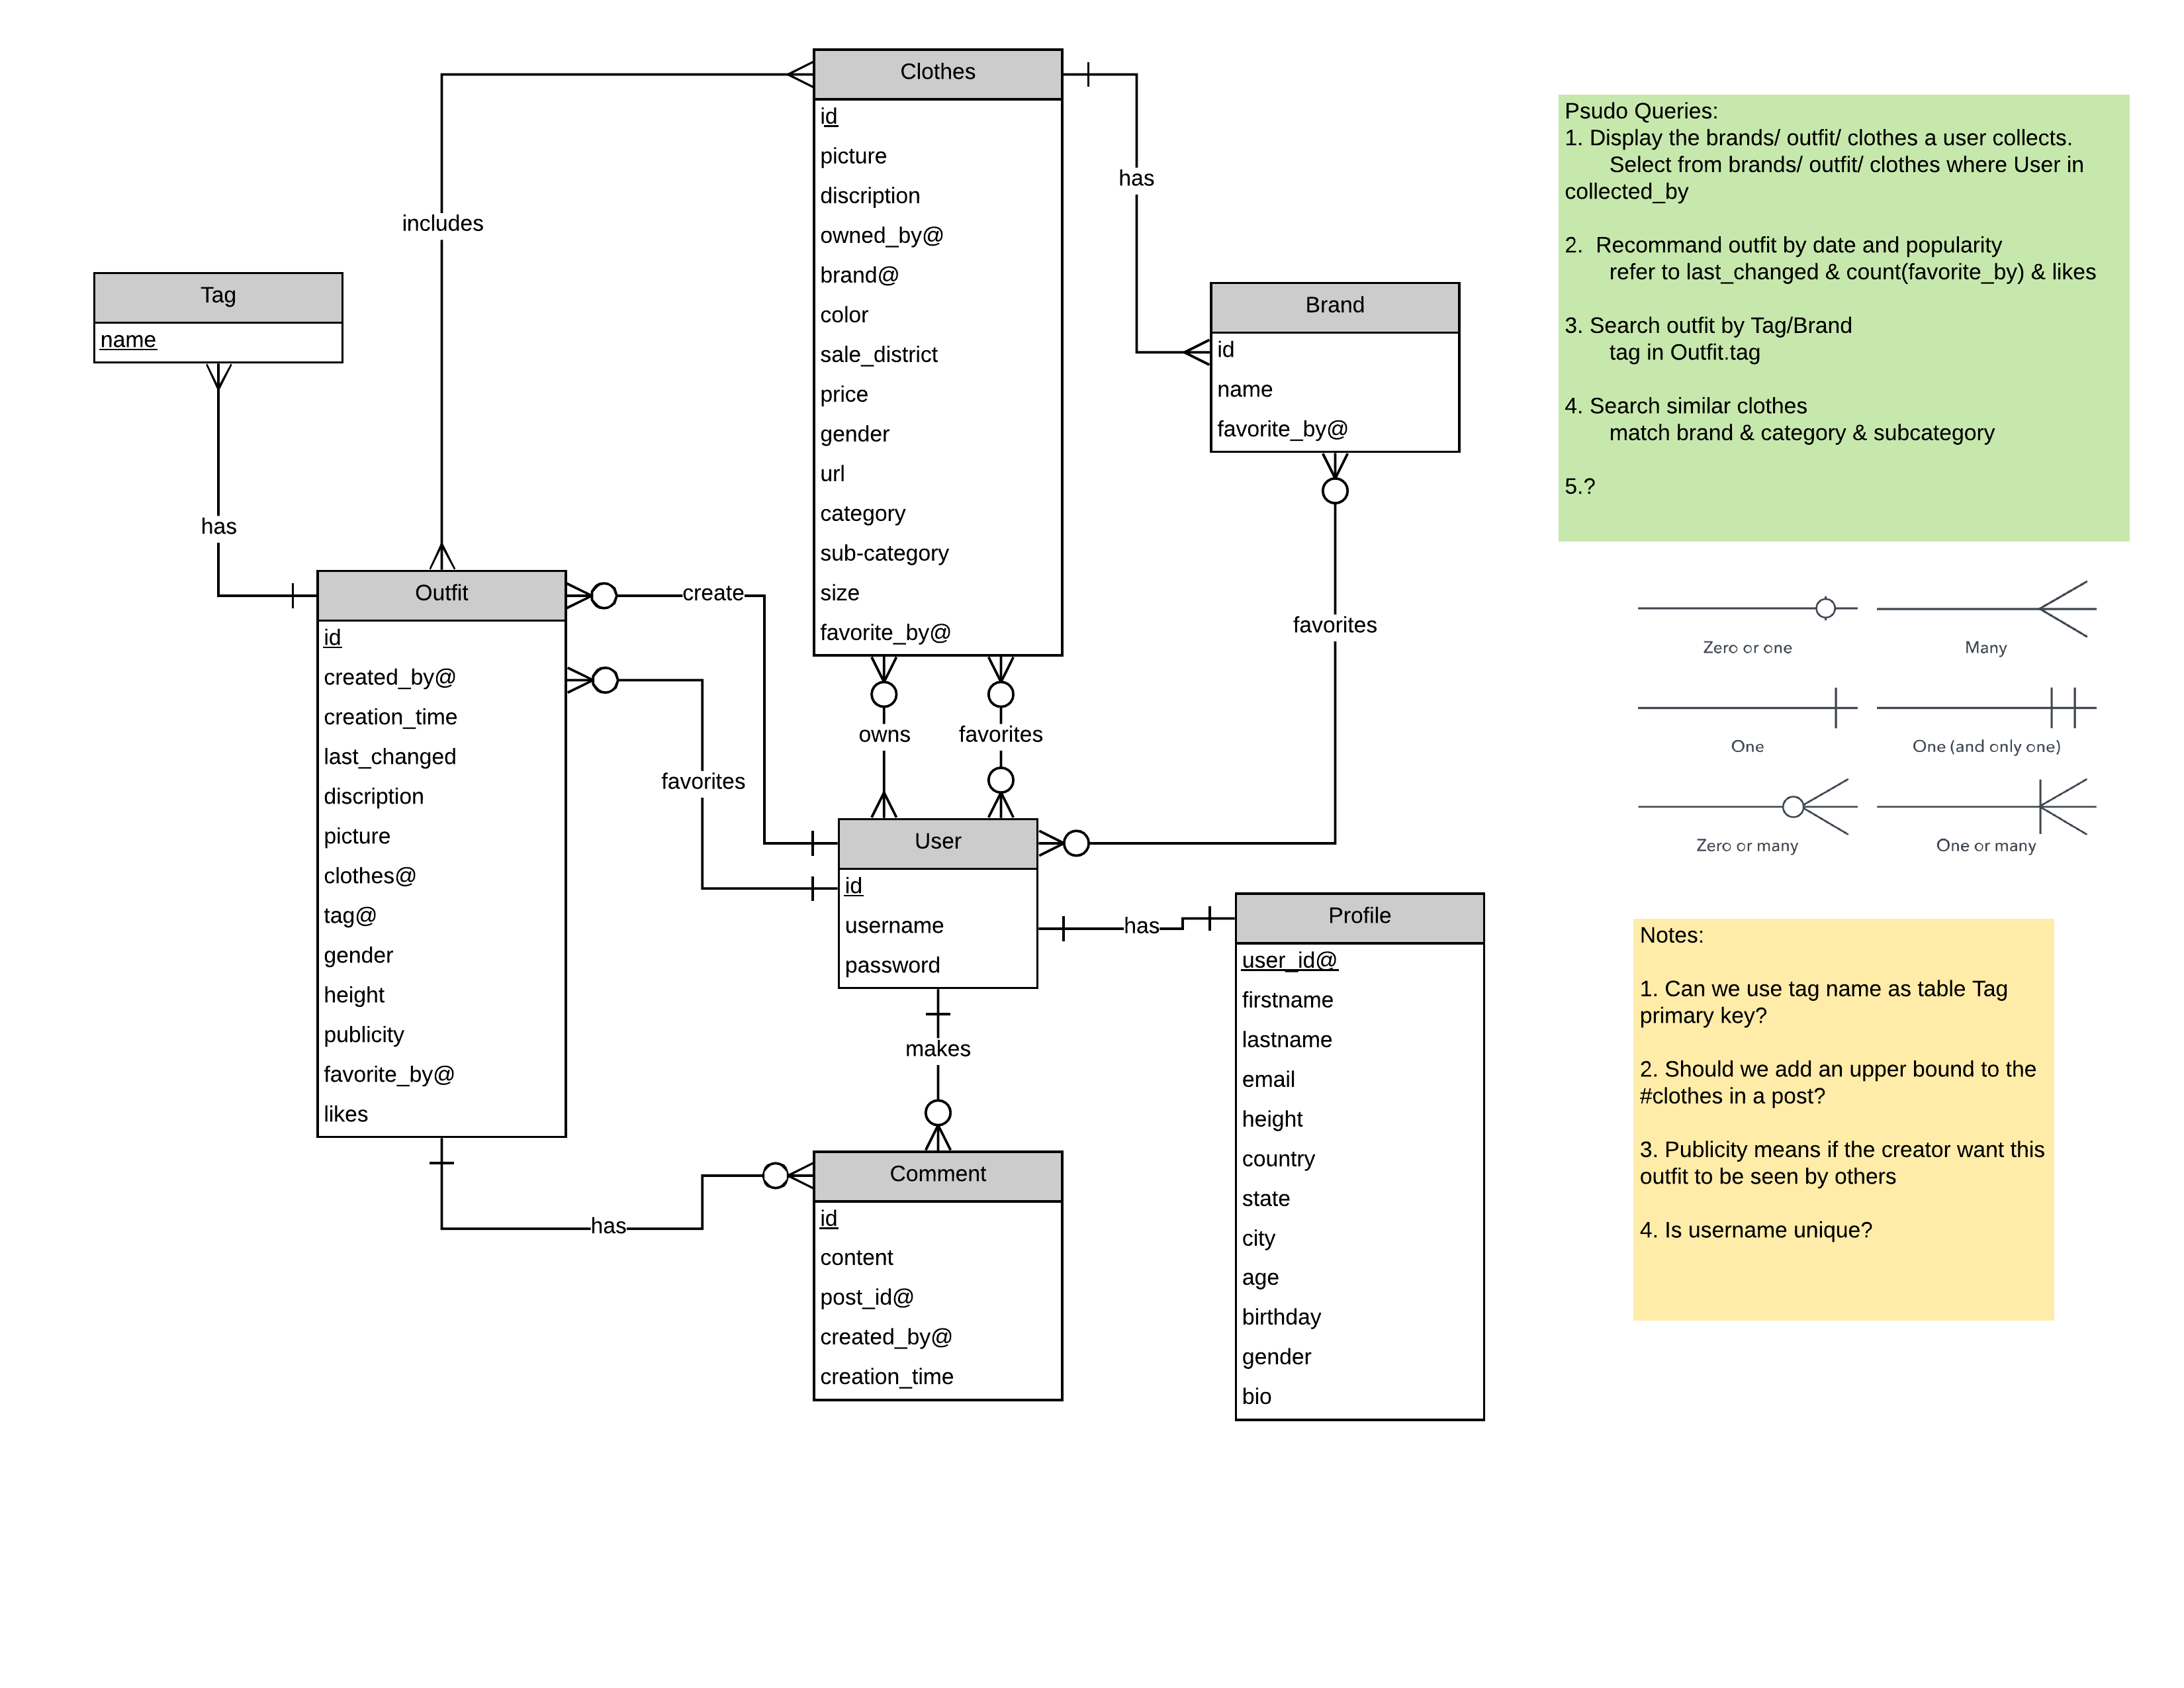 Clothes
id
picture
discription
owned_by@
brand@
color
sale_district
price
gender
url
category
sub-category
size
favorite_by@
includes
has
Tag
name
has
Brand
id
name
favorite_by@
favorites
Outfit
id
created_by@
creation_time
last_changed
discription
picture
clothes@
tag@
gender
height
publicity
favorite_by@
likes
create
favorites
owns
favorites
User
id
username
password
has
makes
has
Profile
user_id@
firstname
lastname
email
height
country
state
city
age
birthday
gender
bio
Comment
id
content
post_id@
created_by@
creation_time
Psudo Queries:
1. Display the brands/ outfit/ clothes a user collects.
Select from brands/ outfit/ clothes where User in
collected_by
2. Recommand outfit by date and popularity
refer to last_changed & count(favorite_by) & likes
3. Search outfit by Tag/Brand
tag in Outfit.tag
4. Search similar clothes
match brand & category & subcategory
5.?
Zero or one
Many
One
One (and only one)
Zero or many
One or many
Notes:
1. Can we use tag name as table Tag
primary key?
2. Should we add an upper bound to the
#clothes in a post?
3. Publicity means if the creator want this
outfit to be seen by others
4. Is username unique?